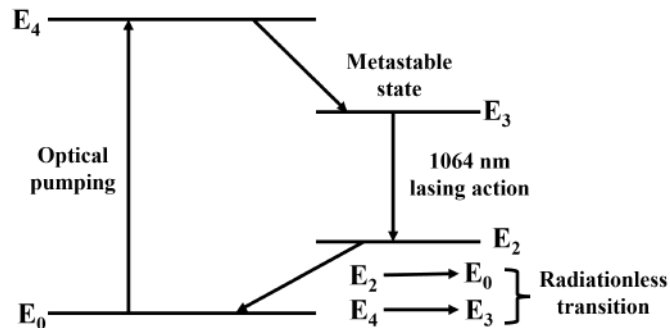 E4
Metastable
state
E3
Optical
pumping
1064 nm
lasing action
E2
E2 E0
Radiationless
transition
E4 E3
E0